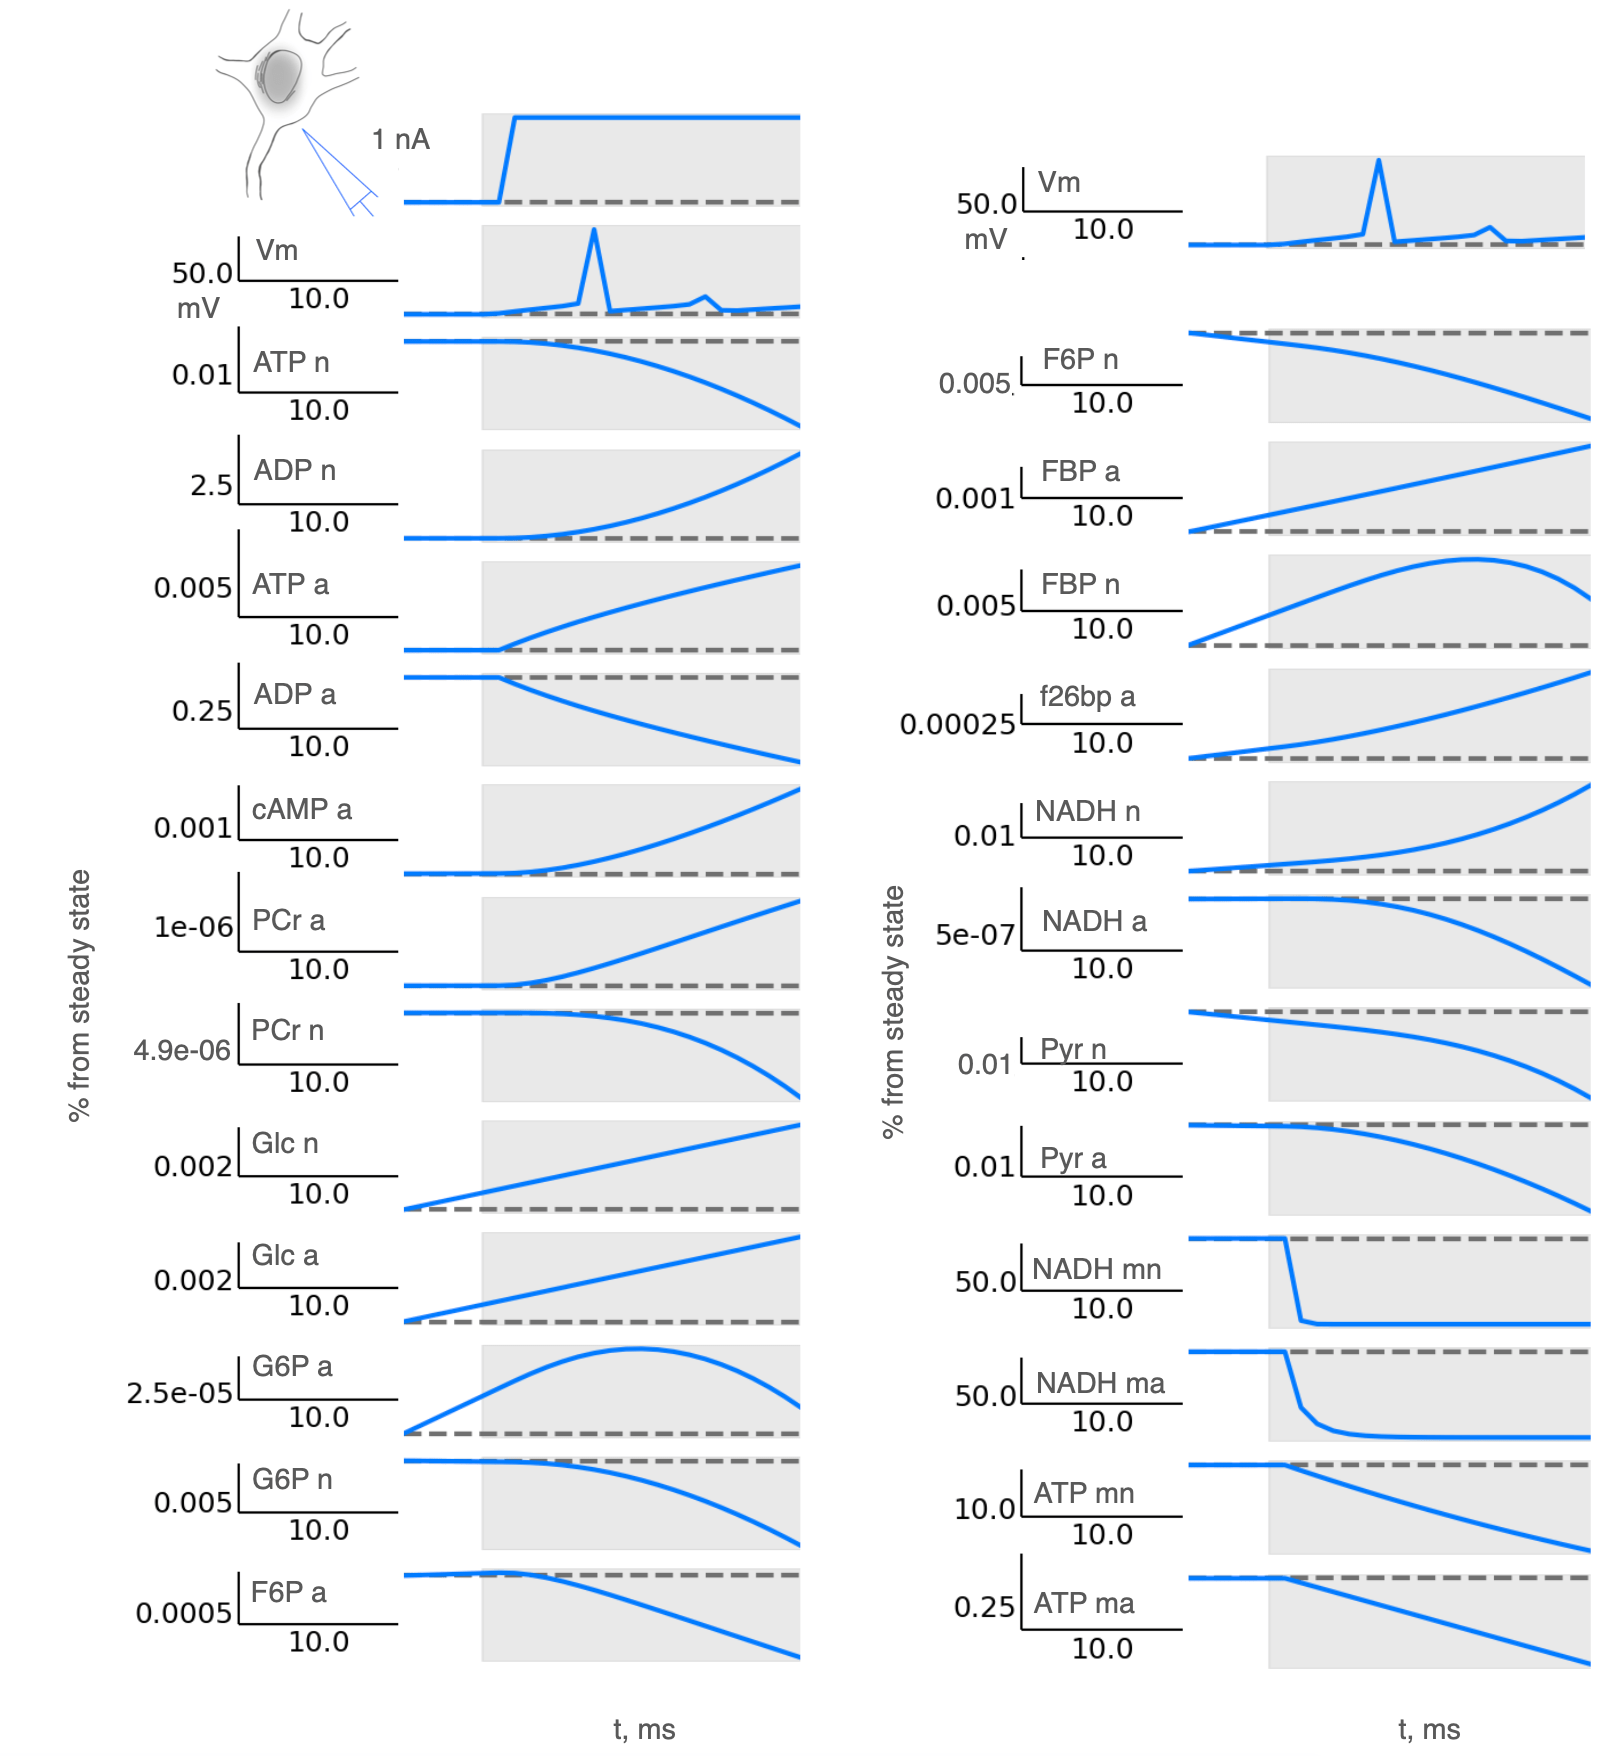 1 nA
Vm
50.0
mV
10.0
ATP n
0.01
10.0
ADP n
2.5
10.0
ATP a
0.005
10.0
ADP a
0.25
10.0
cAMP a
0.001
10.0
PCr a
1e-06
10.0
PCr n
4.9e-06
10.0
Glc n
0.002
10.0
Glc a
0.002
10.0
G6P a
2.5e-05
10.0
G6P n
0.005
10.0
F6P a
0.0005
10.0
% from steady state
t, ms
Vm
50.0
mV
10.0
F6P n
0.005
10.0
FBP a
0.001
10.0
FBP n
0.005
10.0
f26bp a
0.00025
10.0
NADH n
0.01
10.0
NADH a
5e-07
10.0
Pyr n
0.01
10.0
Pyr a
0.01
10.0
NADH mn
50.0
10.0
NADH ma
50.0
10.0
ATP mn
10.0
10.0
ATP ma
0.25
10.0
% from steady state
t, ms